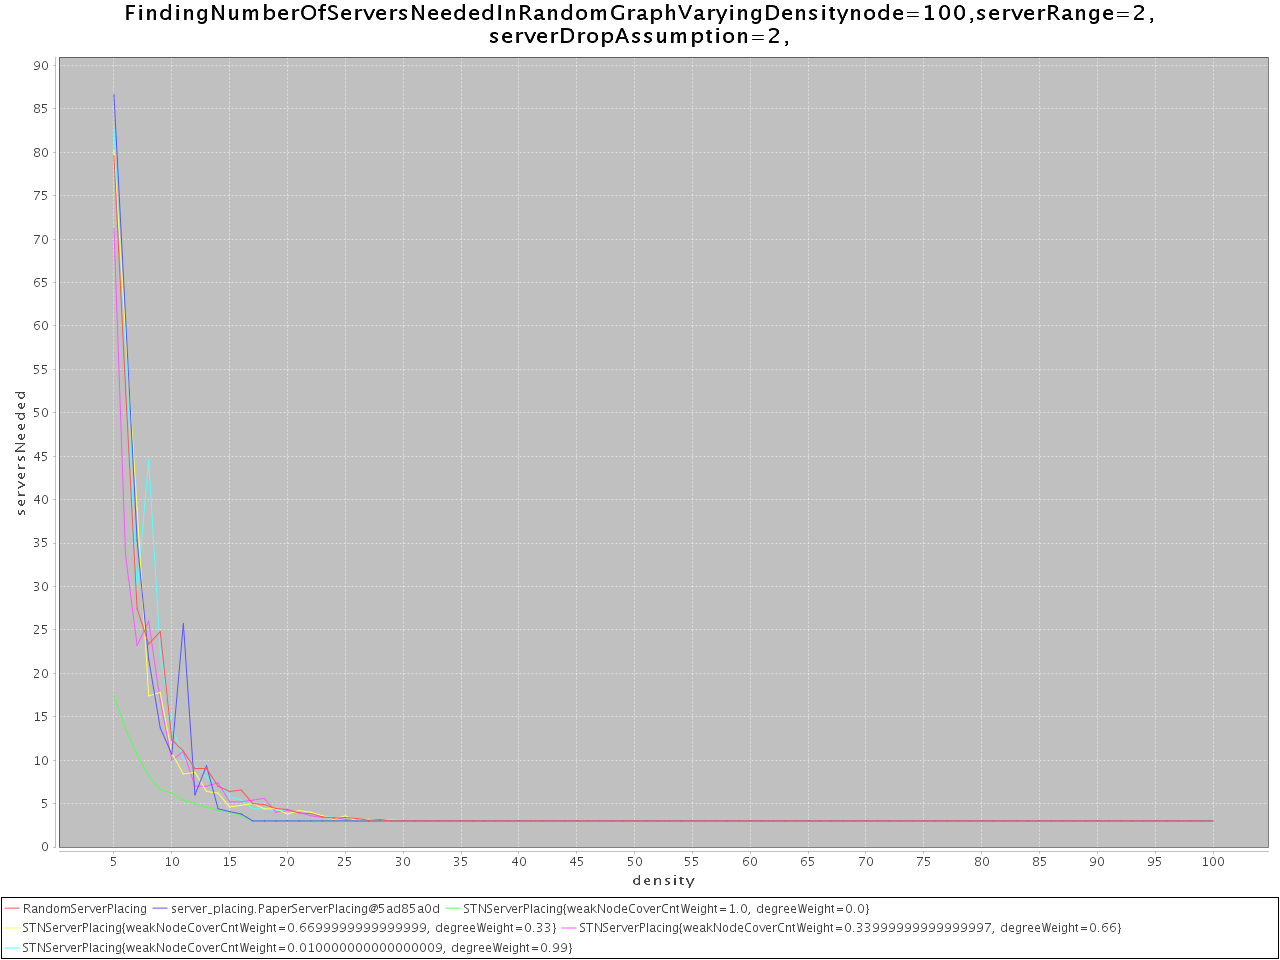 FindingNumberOfServersNeededInRandomGraphVaryingDensitynode=100,serverRange=2,
serverDropAssumption=2,
90
85
80
75
70
65
60
55
50
45
40
35
30
25
20
15
10
5
0
serversNeeded
5 10 15 20 25 30 35 40 45 50 55 60 65 70 75 80 85 90 95 100
density
RandomServerPlacing server_placing.PaperServerPlacing@5ad85a0d STNServerPlacing{weakNodeCoverCntWeight=1.0, degreeWeight=0.0}
STNServerPlacing{weakNodeCoverCntWeight=0.6699999999999999, degreeWeight=0.33} STNServerPlacing{weakNodeCoverCntWeight=0.33999999999999997, degreeWeight=0.66}
STNServerPlacing{weakNodeCoverCntWeight=0.010000000000000009, degreeWeight=0.99}